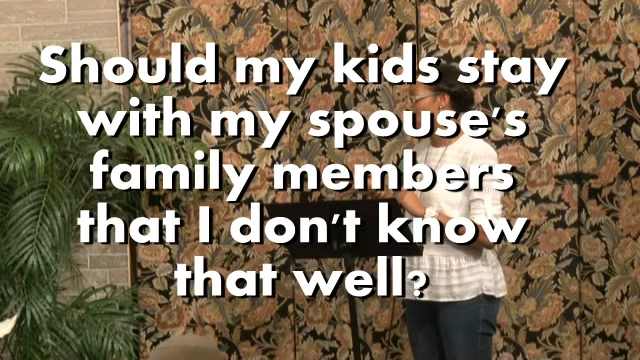 Should my kids stay
with my spouse's
family members
that I don't know
that well?